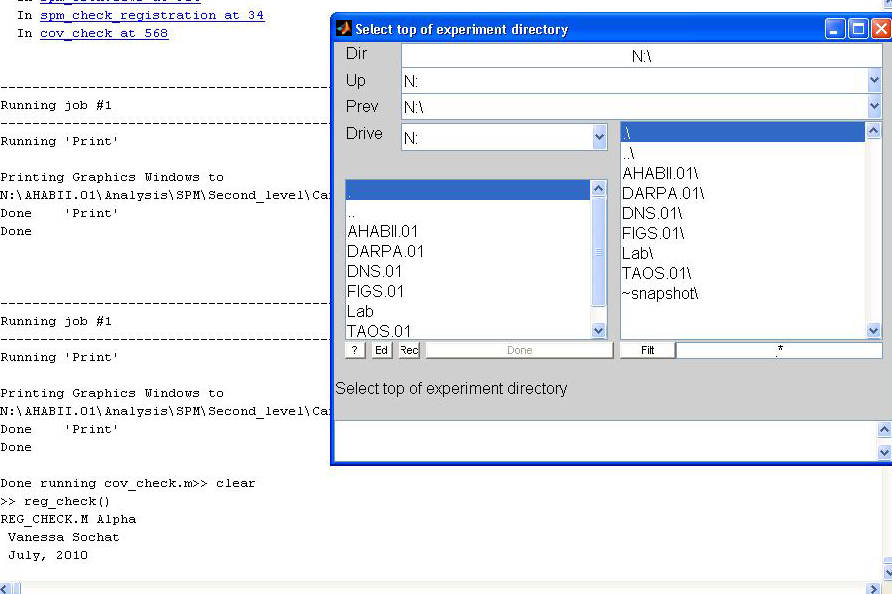 In spm_check_registration at 34
In cov_check at 568
Running job #1
Running 'Print'
Printing Graphics Windows to
N:\AHABII.01\Analysis\SPM\Second_level\Ca
Done    'Print'
Done
Running job #1
Running 'Print'
Printing Graphics Windows to
N:\AHABII.01\Analysis\SPM\Second_level\Ca
Done    'Print'
Done
Done running cov_check.m>> clear
>> reg_check()
REG_CHECK.M Alpha
Vanessa Sochat
July, 2010
Select top of experiment directory
Dir N:\
Up N:
Prev N:\
Drive N:
.
..
AHABII.01
DARPA.01
DNS.01
FIGS.01
Lab
TAOS.01
.\
..\
AHABII.01\
DARPA.01\
DNS.01\
FIGS.01\
Lab\
TAOS.01\
~snapshot\
? Ed Rec Done Filt .*
Select top of experiment directory